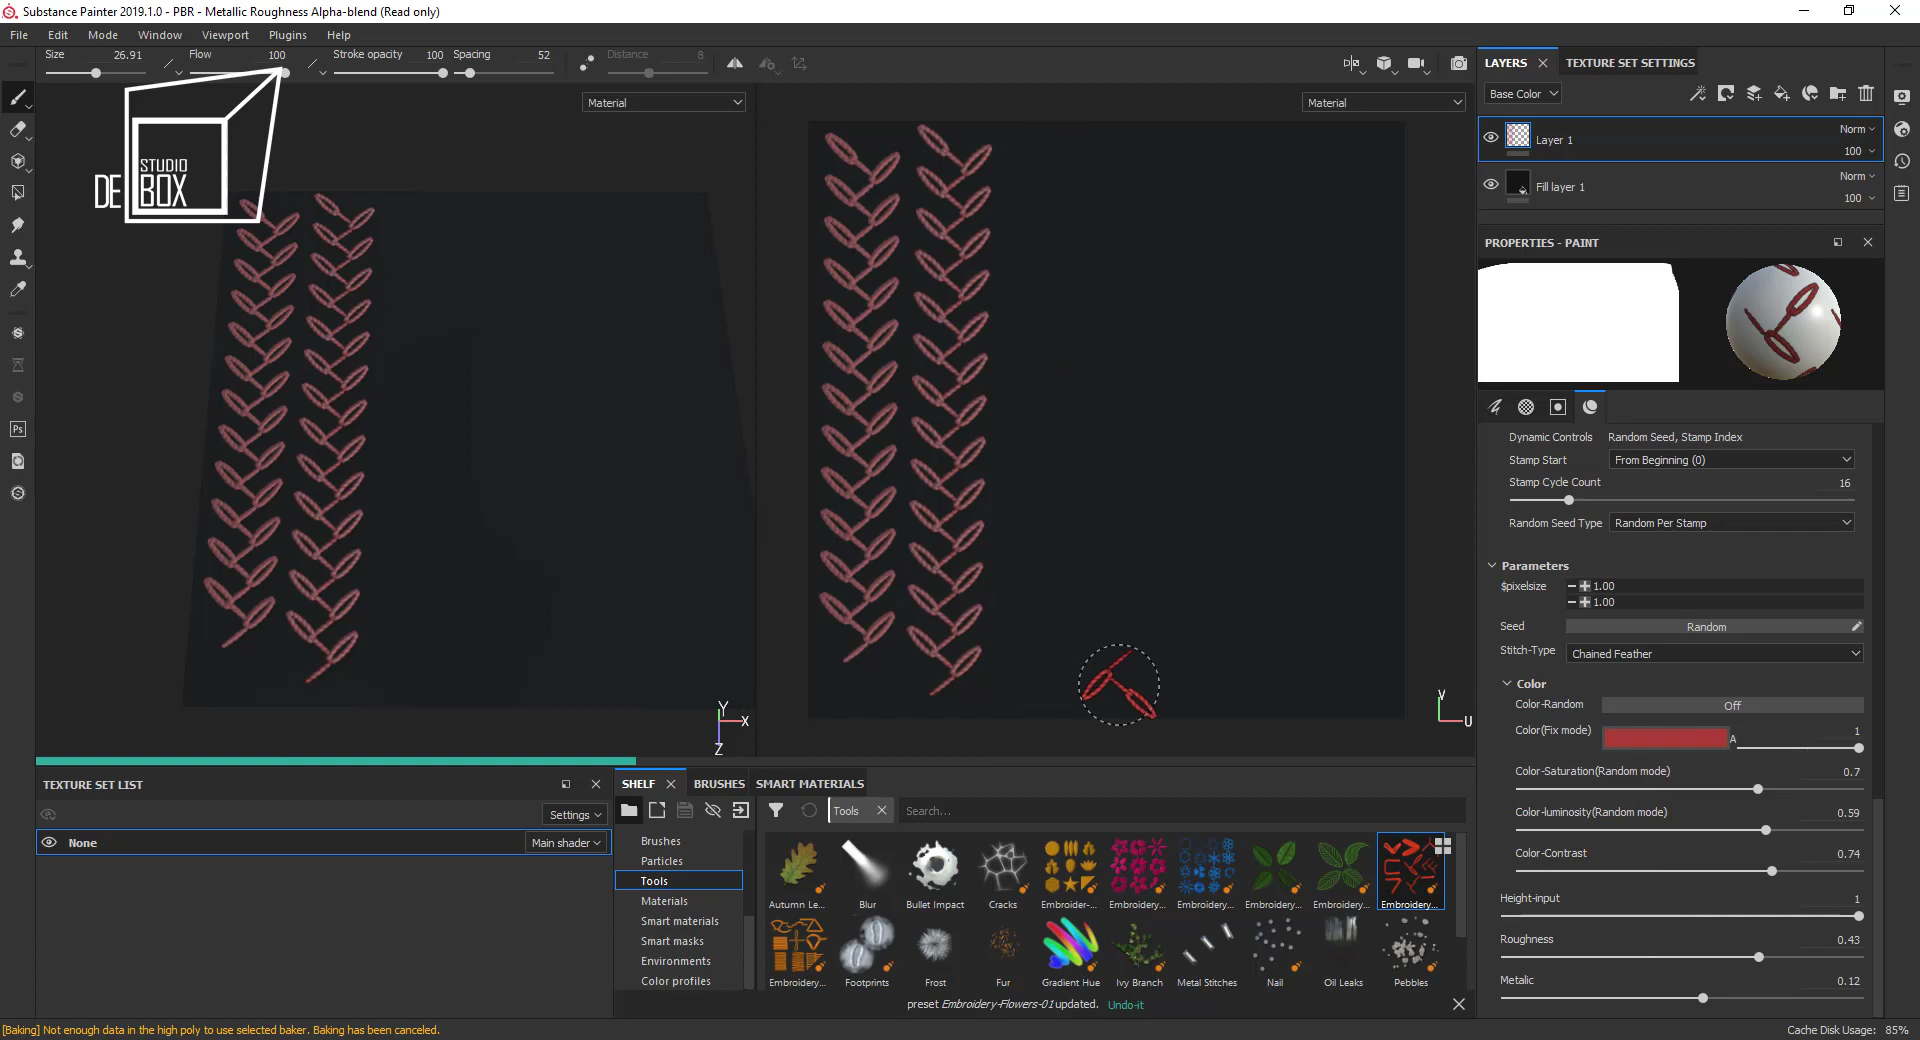 Substance Painter 2019.1.0 - PBR - Metallic Roughness Alpha-blend (Read only)
File Edit Mode Window Viewport Plugins Help
Size 26.91 Flow 100 Stroke opacity 100 Spacing 52 Distance 8
Material
Material
DE STUDIO BOX
Y
X
Z
V
U
LAYERS TEXTURE SET SETTINGS
Base Color
Layer 1 Norm 100
Fill layer 1 Norm 100
PROPERTIES - PAINT
Dynamic Controls Random Seed, Stamp Index
Stamp Start From Beginning (0)
Stamp Cycle Count 16
Random Seed Type Random Per Stamp
Parameters
$pixelsize 1.00
1.00
Seed Random
Stitch-Type Chained Feather
Color
Color-Random Off
Color(Fix mode) A 1
Color-Saturation(Random mode) 0.7
Color-luminosity(Random mode) 0.59
Color-Contrast 0.74
Height-input 1
Roughness 0.43
Metalic 0.12
Ps
TEXTURE SET LIST
Settings
None Main shader
SHELF BRUSHES SMART MATERIALS
Tools Search...
Brushes
Particles
Tools
Materials
Smart materials
Smart masks
Environments
Color profiles
Autumn Le... Blur Bullet Impact Cracks Embroider-... Embroidery... Embroidery... Embroidery... Embroidery... Embroidery...
Embroidery... Footprints Frost Fur Gradient Hue Ivy Branch Metal Stitches Nail Oil Leaks Pebbles
preset Embroidery-Flowers-01 updated. Undo-it
[Baking] Not enough data in the high poly to use selected baker. Baking has been canceled.
Cache Disk Usage: 85%